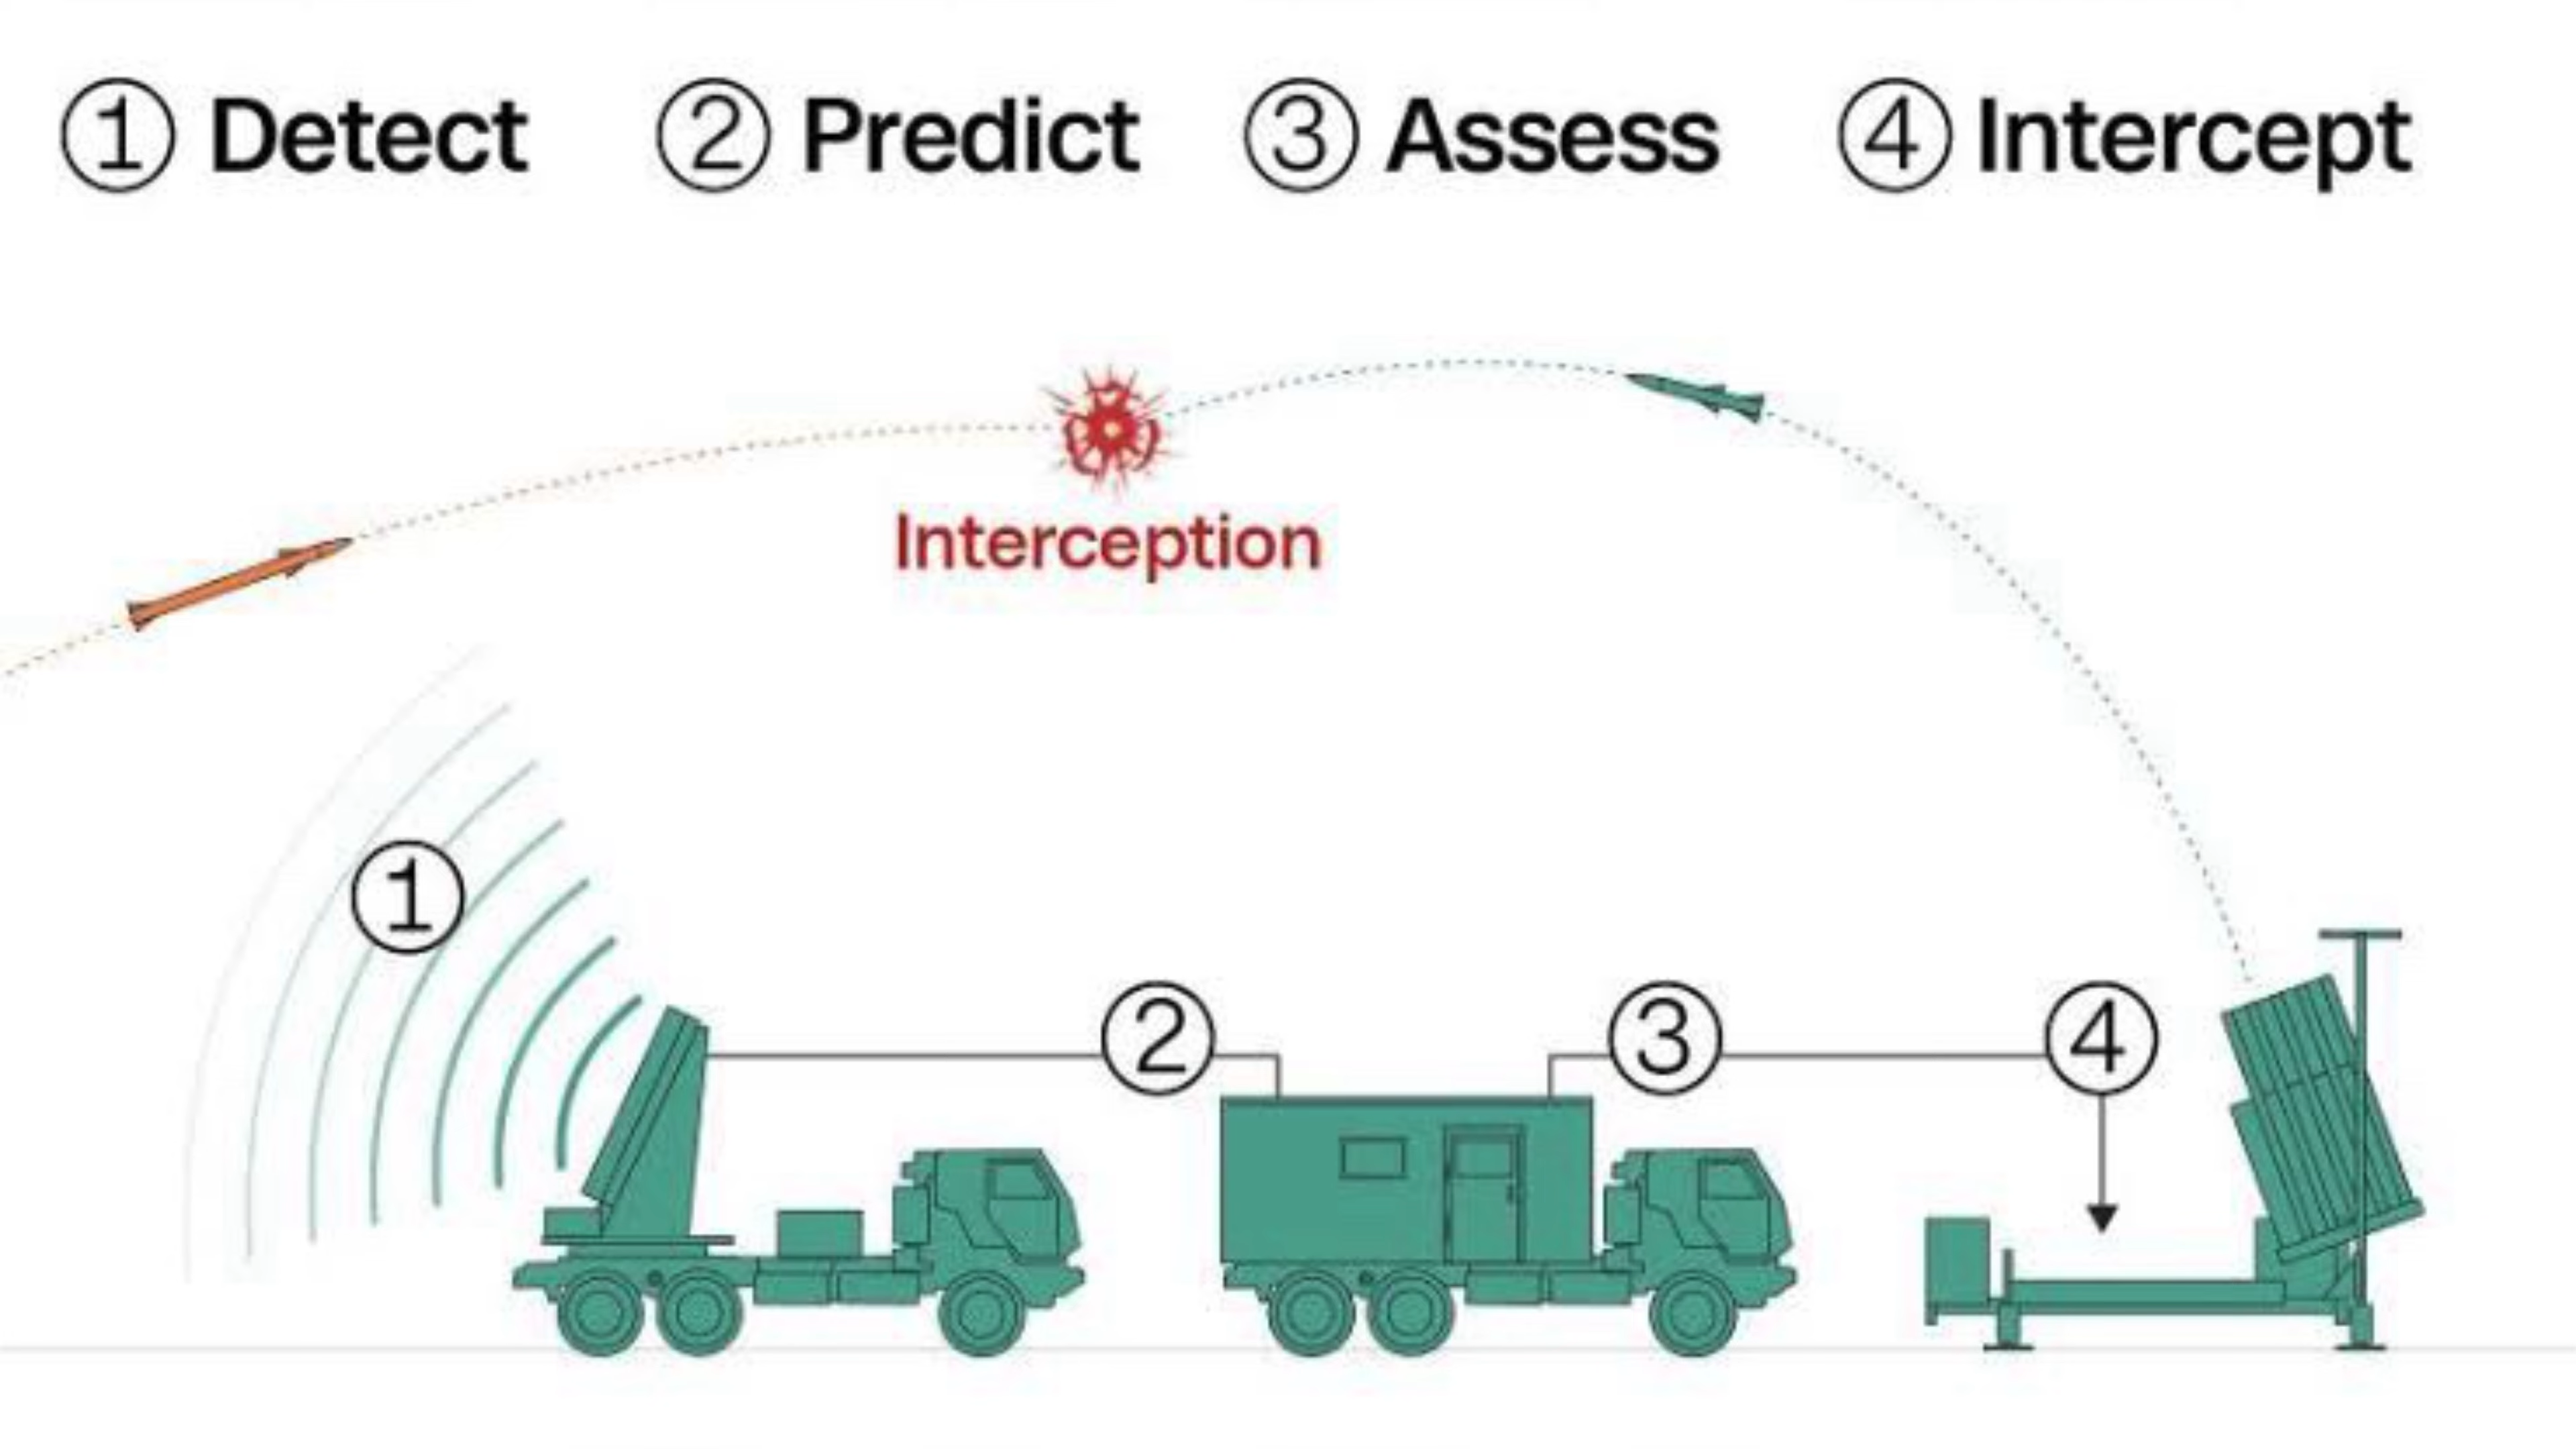 ① Detect ② Predict ③ Assess ④ Intercept
Interception
①
② ③ ④